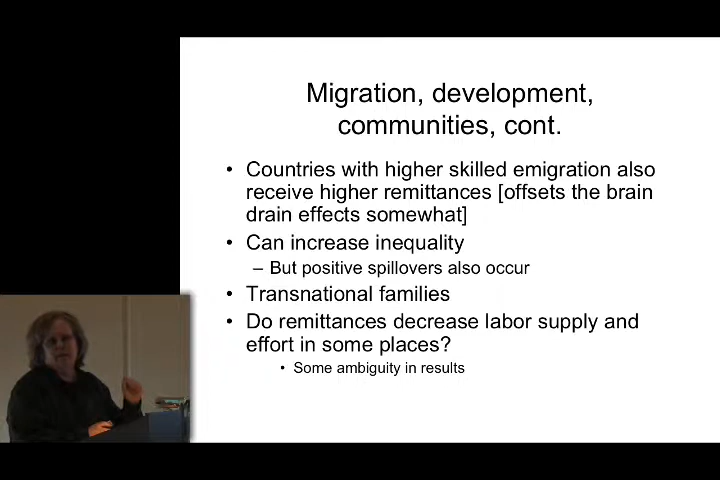 Migration, development,
communities, cont.
• Countries with higher skilled emigration also
receive higher remittances [offsets the brain
drain effects somewhat]
• Can increase inequality
– But positive spillovers also occur
• Transnational families
• Do remittances decrease labor supply and
effort in some places?
• Some ambiguity in results